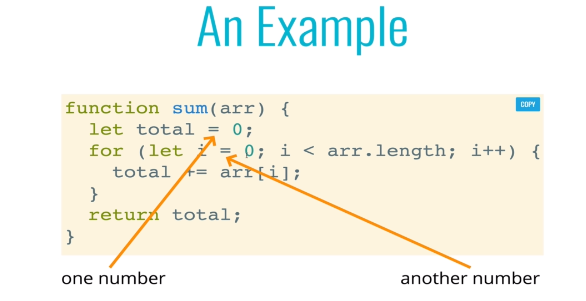 An Example
COPY
function sum(arr) {
  let total = 0;
  for (let i = 0; i < arr.length; i++) {
    total += arr[i];
  }
  return total;
}
one number
another number